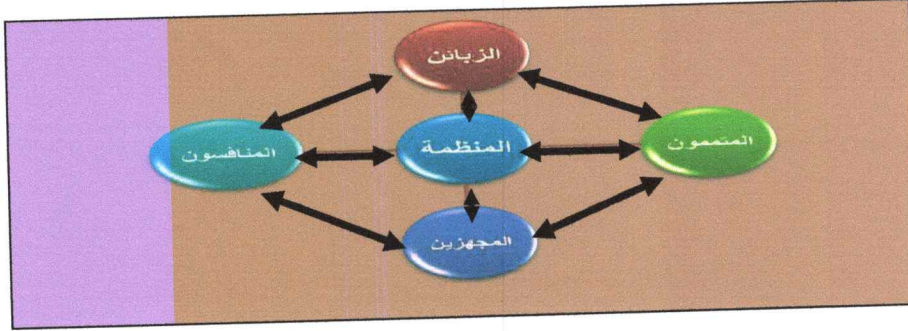 الزبائن
المتممون
المنظمة
المنافسون
المجهزين